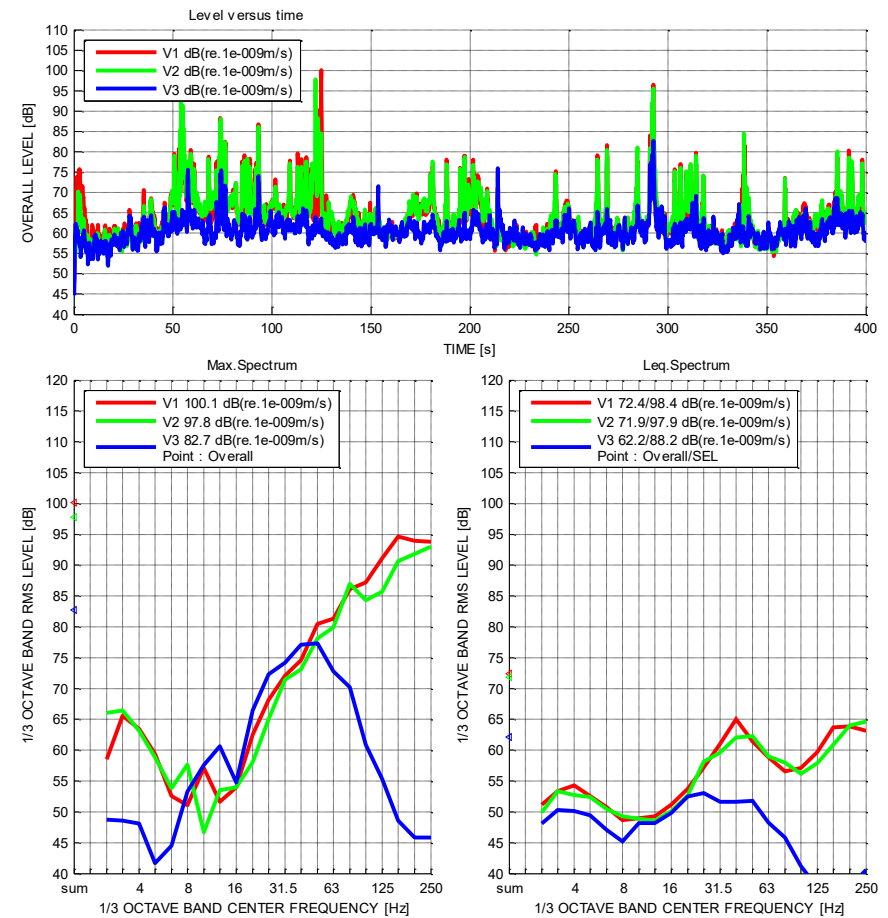 Level versus time
110
105
100
95
90
85
80
75
70
65
60
55
50
45
40
OVERALL LEVEL [dB]
V1 dB(re.1e-009m/s)
V2 dB(re.1e-009m/s)
V3 dB(re.1e-009m/s)
0 50 100 150 200 250 300 350 400
TIME [s]
Max.Spectrum
120
115
110
105
100
95
90
85
80
75
70
65
60
55
50
45
40
1/3 OCTAVE BAND RMS LEVEL [dB]
V1 100.1 dB(re.1e-009m/s)
V2 97.8 dB(re.1e-009m/s)
V3 82.7 dB(re.1e-009m/s)
Point : Overall
sum 4 8 16 31.5 63 125 250
1/3 OCTAVE BAND CENTER FREQUENCY [Hz]
Leq.Spectrum
120
115
110
105
100
95
90
85
80
75
70
65
60
55
50
45
40
1/3 OCTAVE BAND RMS LEVEL [dB]
V1 72.4/98.4 dB(re.1e-009m/s)
V2 71.9/97.9 dB(re.1e-009m/s)
V3 62.2/88.2 dB(re.1e-009m/s)
Point : Overall/SEL
sum 4 8 16 31.5 63 125 250
1/3 OCTAVE BAND CENTER FREQUENCY [Hz]